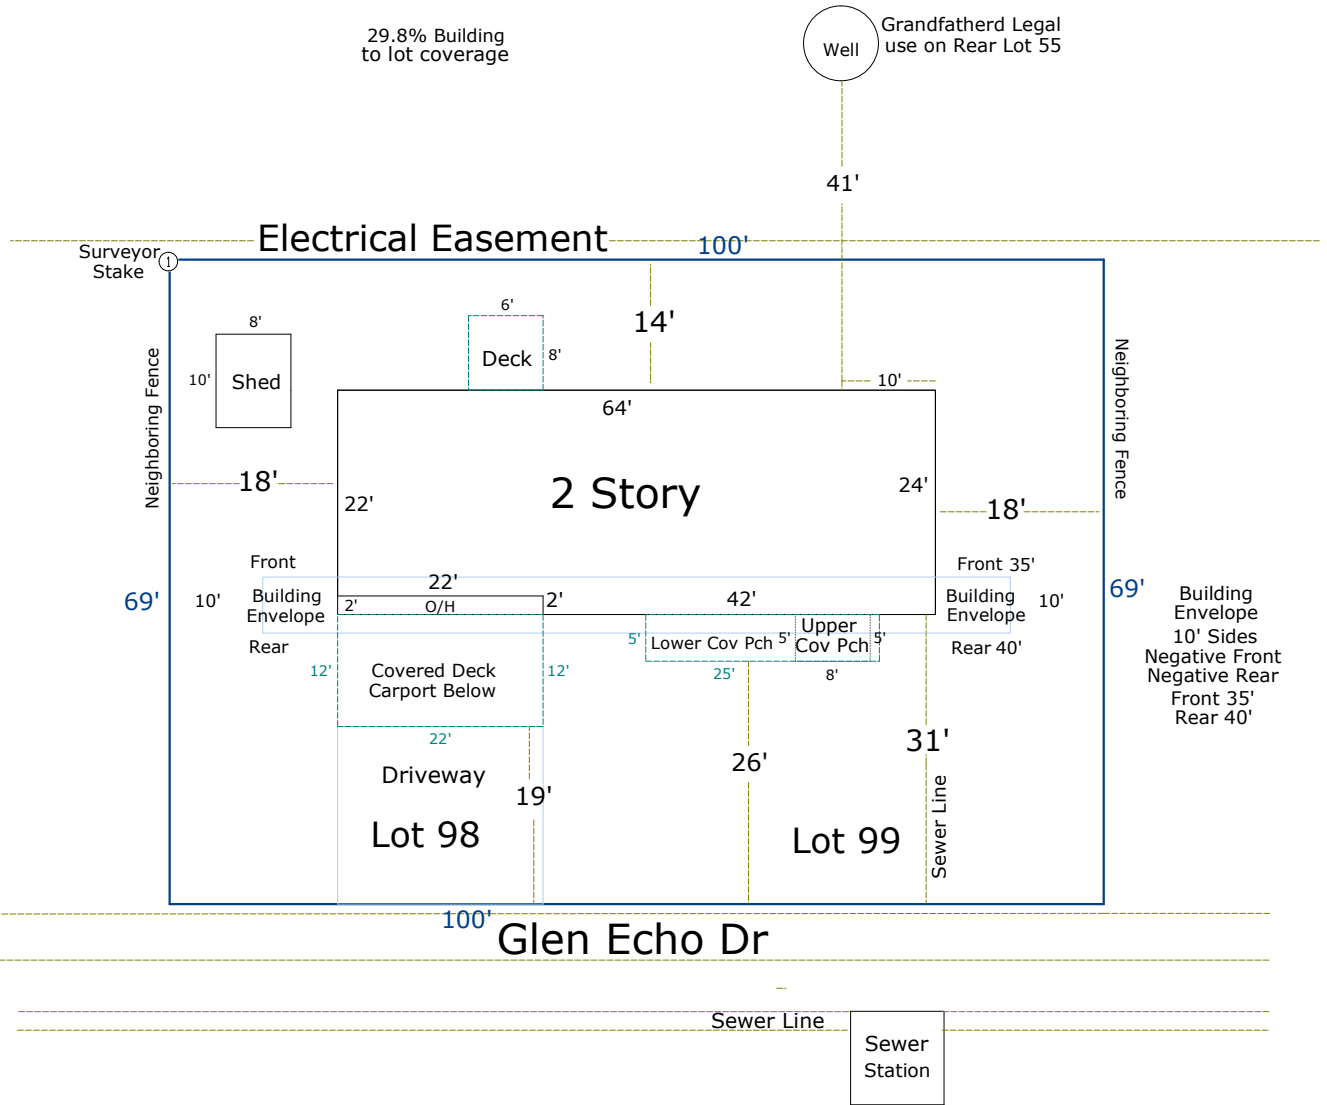 29.8% Building
to lot coverage
Well
Grandfatherd Legal
use on Rear Lot 55
41'
Electrical Easement
100'
Surveyor
Stake
1
8'
10'
Shed
6'
Deck
8'
14'
10'
64'
Neighboring Fence
Neighboring Fence
18'
22'
2 Story
24'
18'
Front
Front 35'
22'
69'
10'
Building
Envelope
2'
O/H
2'
42'
Building
Envelope
10'
69'
Rear
Rear 40'
Building
Envelope
10' Sides
Negative Front
Negative Rear
Front 35'
Rear 40'
12'
Covered Deck
Carport Below
12'
22'
5'
Lower Cov Pch
5'
Upper
Cov Pch
5'
25'
8'
Driveway
19'
26'
31'
Lot 98
Lot 99
Sewer Line
100'
Glen Echo Dr
Sewer Line
Sewer
Station